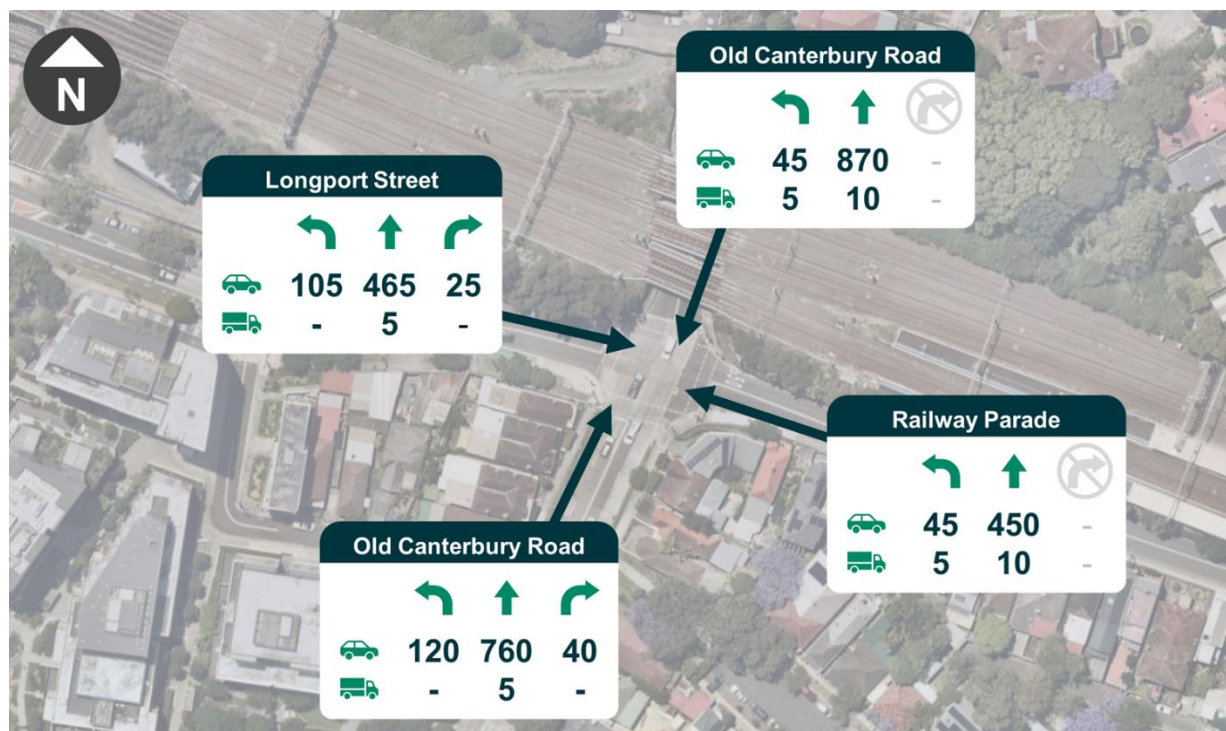 N
Old Canterbury Road
45 870 -
5 10 -
Longport Street
105 465 25
- 5 -
Railway Parade
45 450 -
5 10 -
Old Canterbury Road
120 760 40
- 5 -